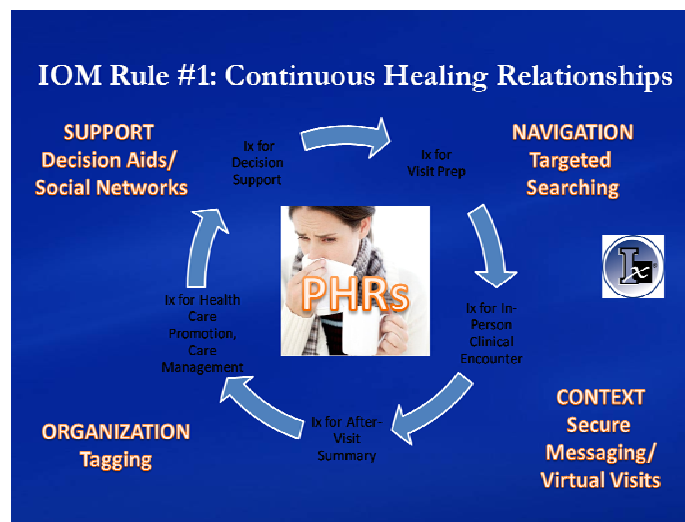 IOM Rule #1: Continuous Healing Relationships
SUPPORT
Decision Aids/
Social Networks
Ix for
Decision
Support
Ix for
Visit Prep
NAVIGATION
Targeted
Searching
PHRs
Ix
Ix for Health
Care
Promotion,
Care
Management
Ix for In-
Person
Clinical
Encounter
ORGANIZATION
Tagging
Ix for After-
Visit
Summary
CONTEXT
Secure
Messaging/
Virtual Visits